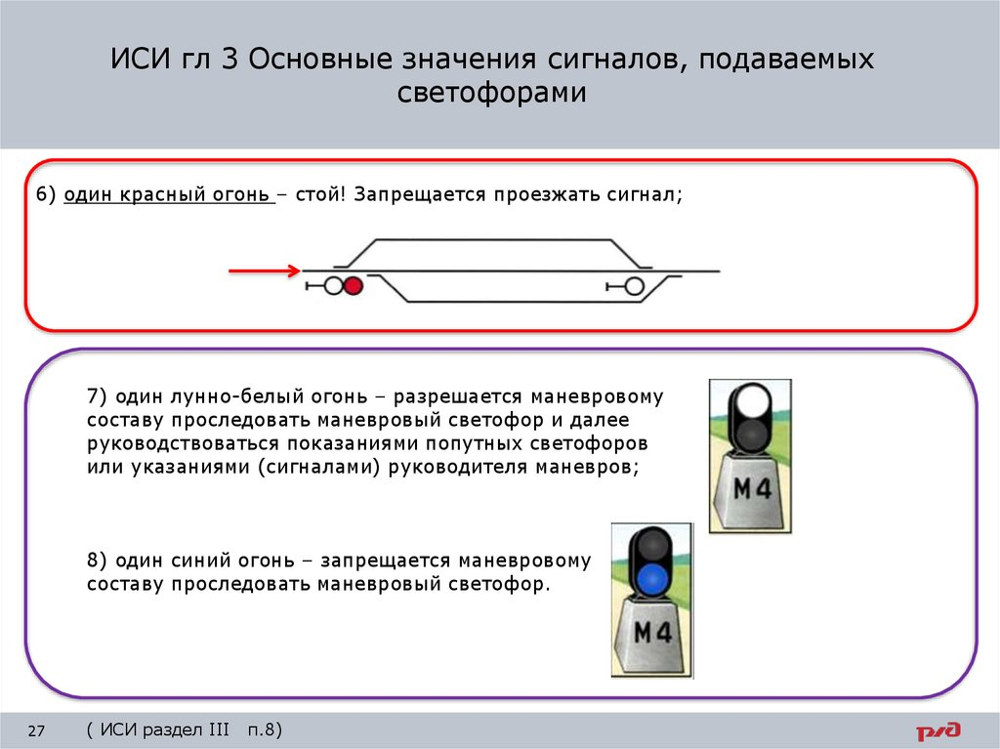 ИСИ гл 3 Основные значения сигналов, подаваемых
светофорами
6) один красный огонь – стой! Запрещается проезжать сигнал;
7) один лунно-белый огонь – разрешается маневровому
составу проследовать маневровый светофор и далее
руководствоваться показаниями попутных светофоров
или указаниями (сигналами) руководителя маневров;
М4
8) один синий огонь – запрещается маневровому
составу проследовать маневровый светофор.
М4
27 ( ИСИ раздел III п.8)
ржд